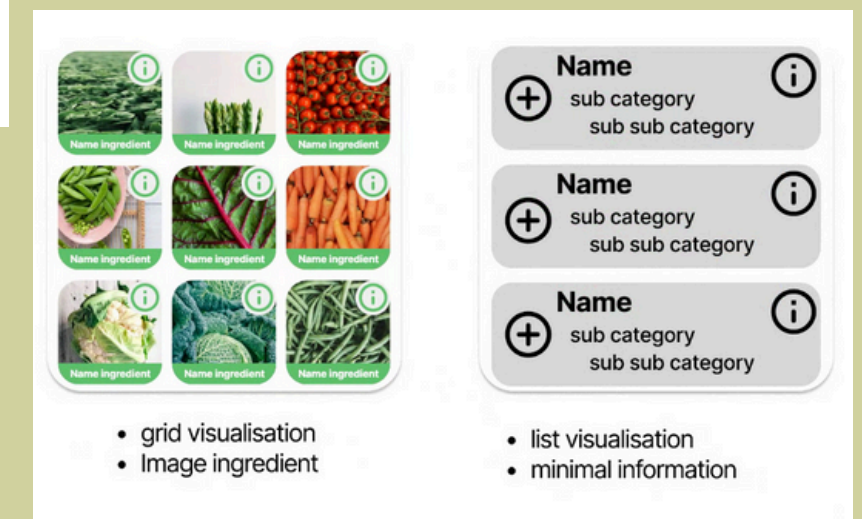 Name ingredient Name ingredient Name ingredient
Name ingredient Name ingredient Name ingredient
Name ingredient Name ingredient Name ingredient
• grid visualisation
• Image ingredient
Name
sub category
sub sub category
Name
sub category
sub sub category
Name
sub category
sub sub category
• list visualisation
• minimal information